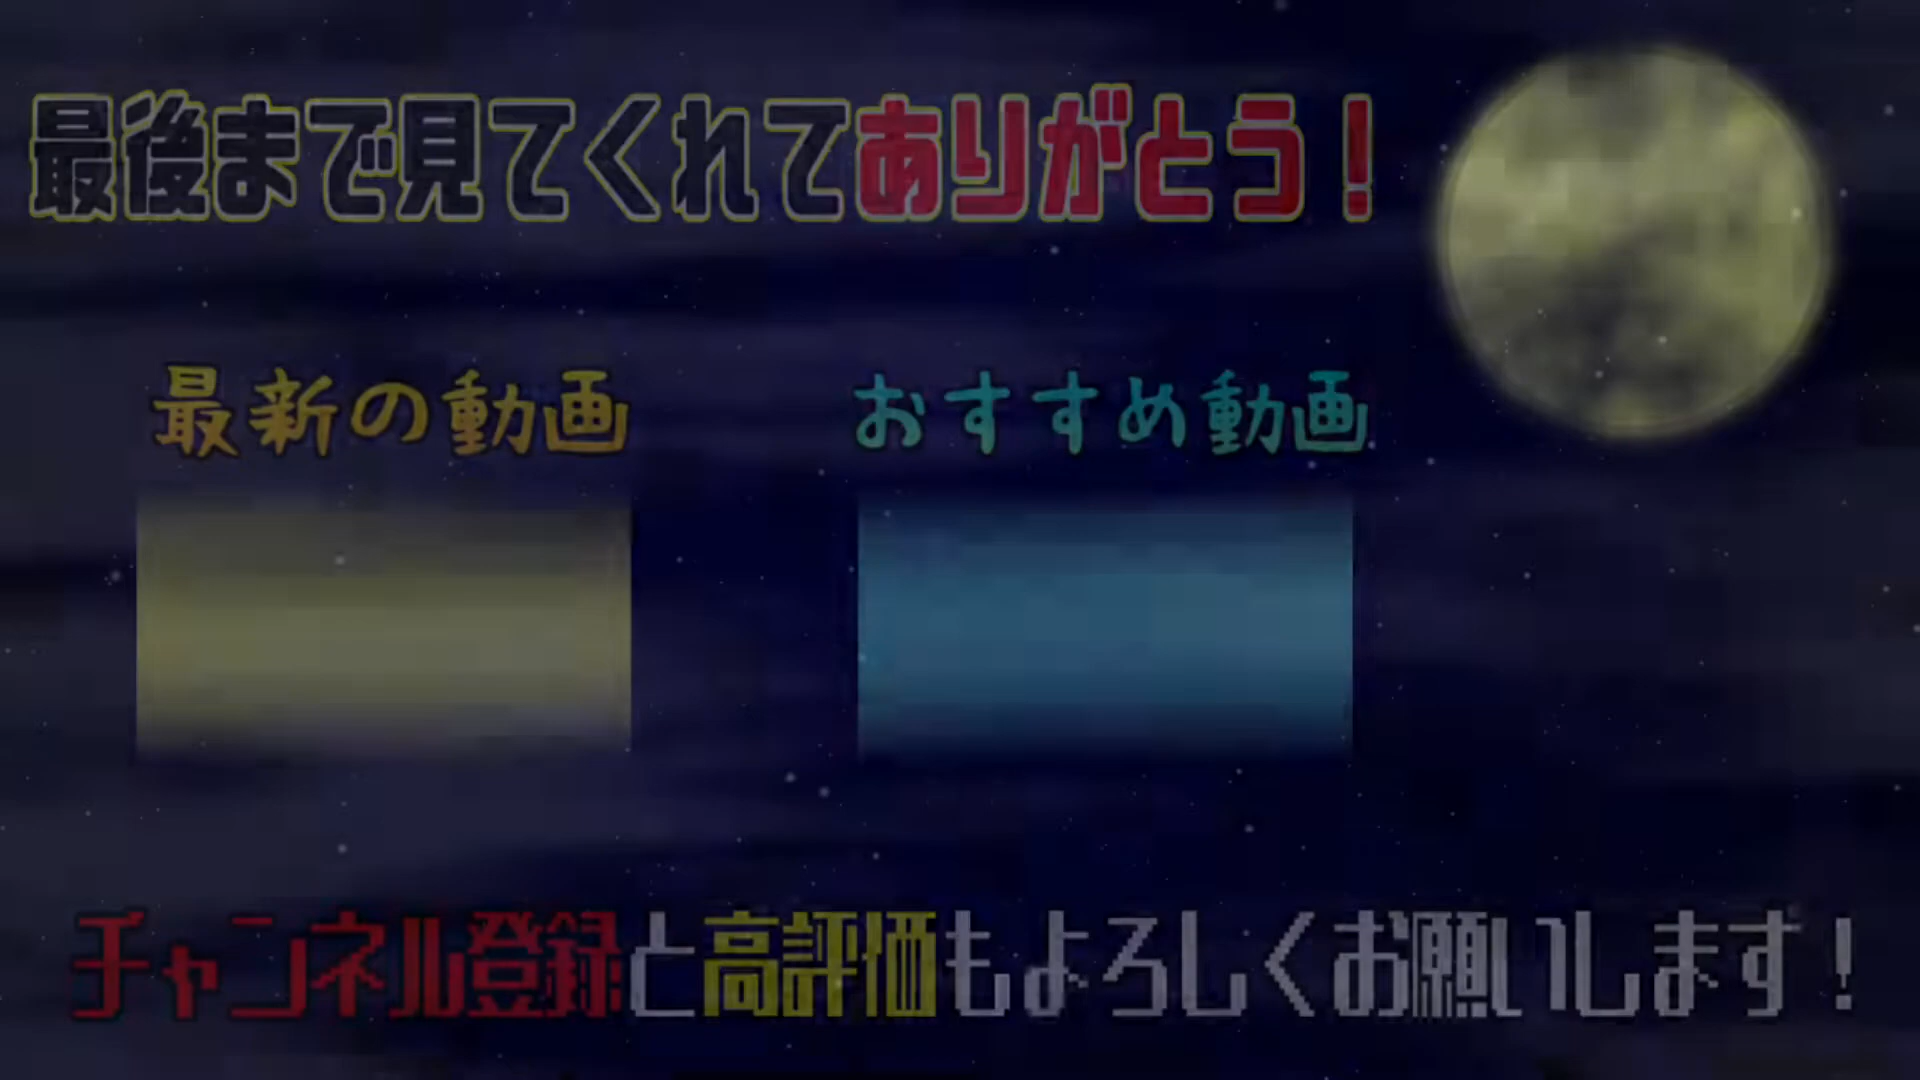 最後まで見てくれてありがとう！
最新の動画
おすすめ動画
チャンネル登録と高評価もよろしくお願いします！